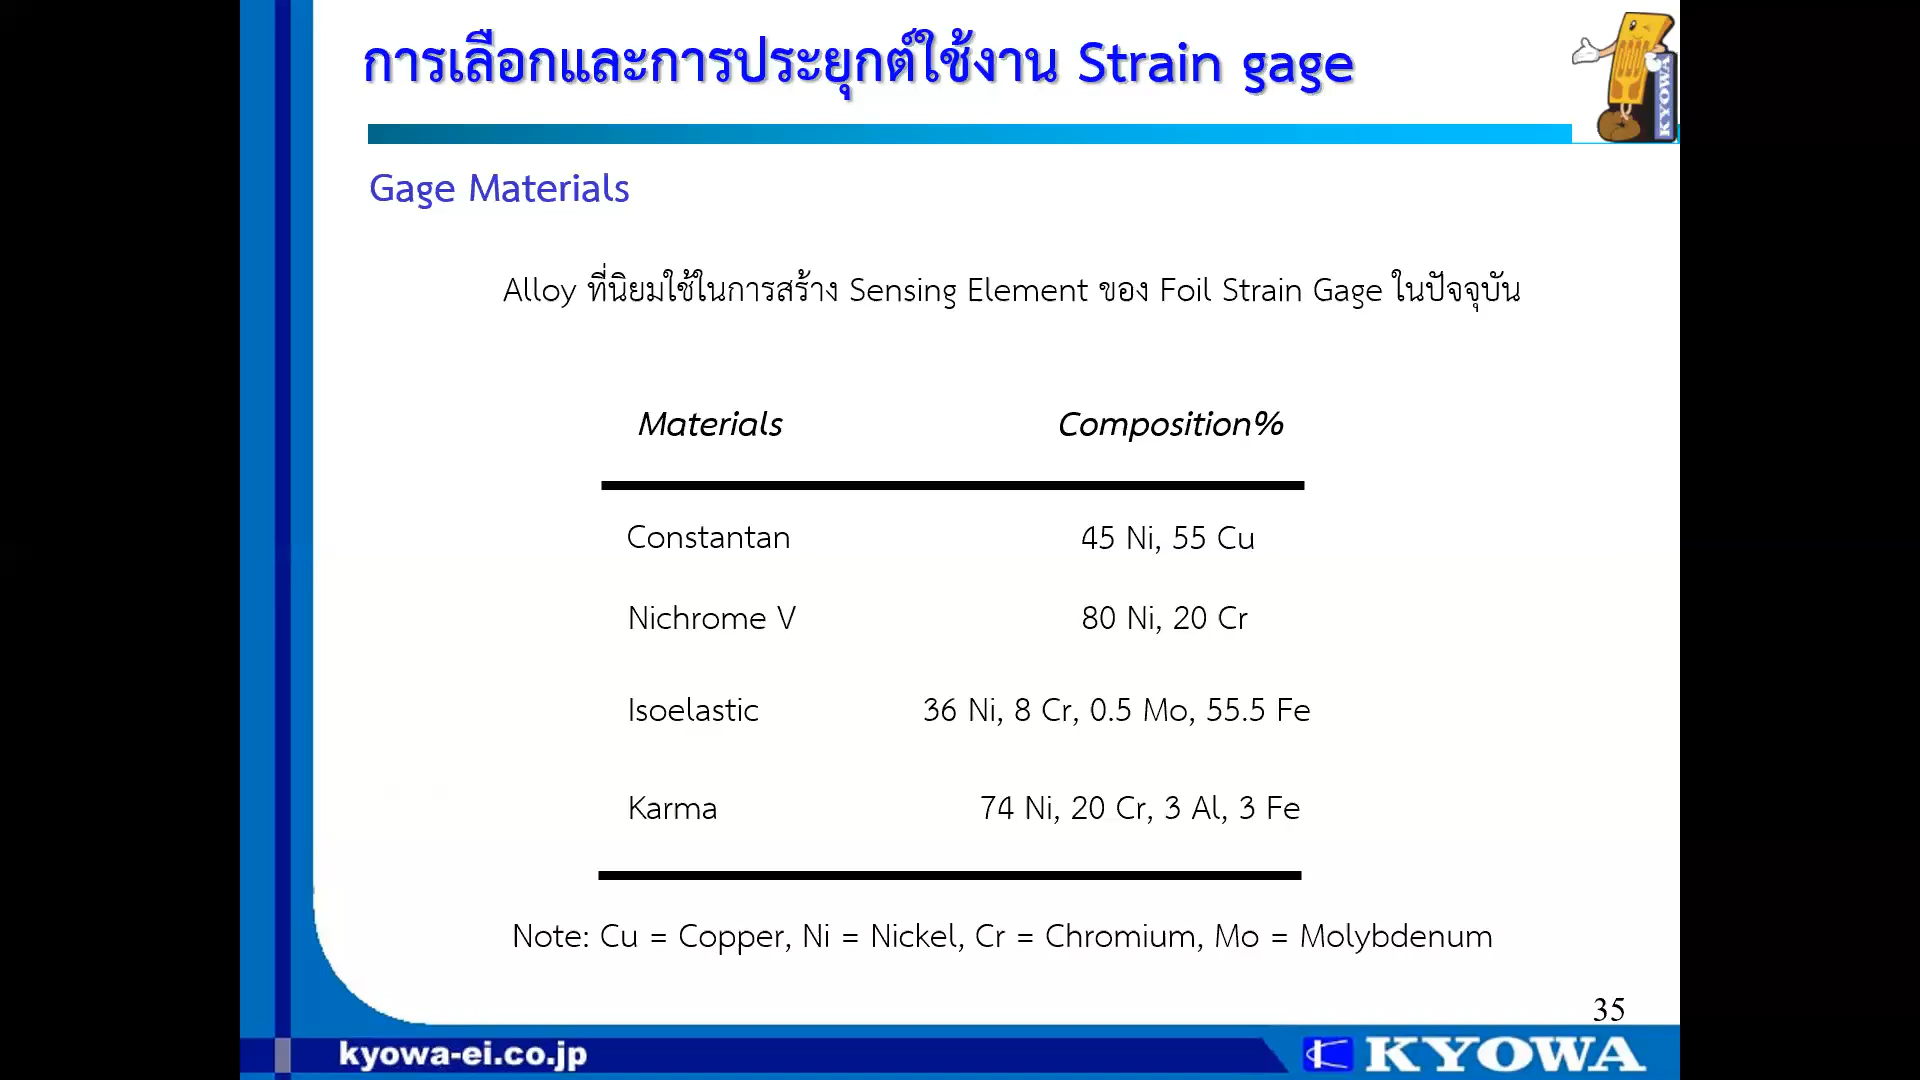 การเลือกและการประยุกต์ใช้งาน Strain gage
KYOWA
Gage Materials
Alloy ที่นิยมใช้ในการสร้าง Sensing Element ของ Foil Strain Gage ในปัจจุบัน
Materials Composition%
Constantan 45 Ni, 55 Cu
Nichrome V 80 Ni, 20 Cr
Isoelastic 36 Ni, 8 Cr, 0.5 Mo, 55.5 Fe
Karma 74 Ni, 20 Cr, 3 Al, 3 Fe
Note: Cu = Copper, Ni = Nickel, Cr = Chromium, Mo = Molybdenum
35
kyowa-ei.co.jp KYOWA